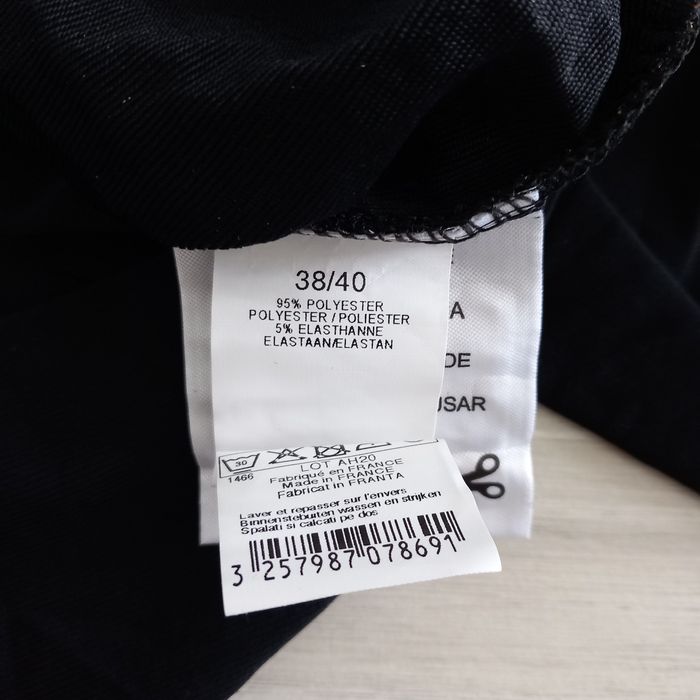 38/40
95% POLYESTER
POLYESTER / POLIESTER
5% ELASTHANNE
ELASTAAN/ÆLASTAN
A
DE
USAR
30
1466
LOT AH20
Fabriqué en FRANCE
Made in FRANCE
Fabricat in FRANTA
Laver et repasser sur l'envers
Binnenstebuiten wassen en strijken
Spalati si calcati pe dos
3 257987 078691